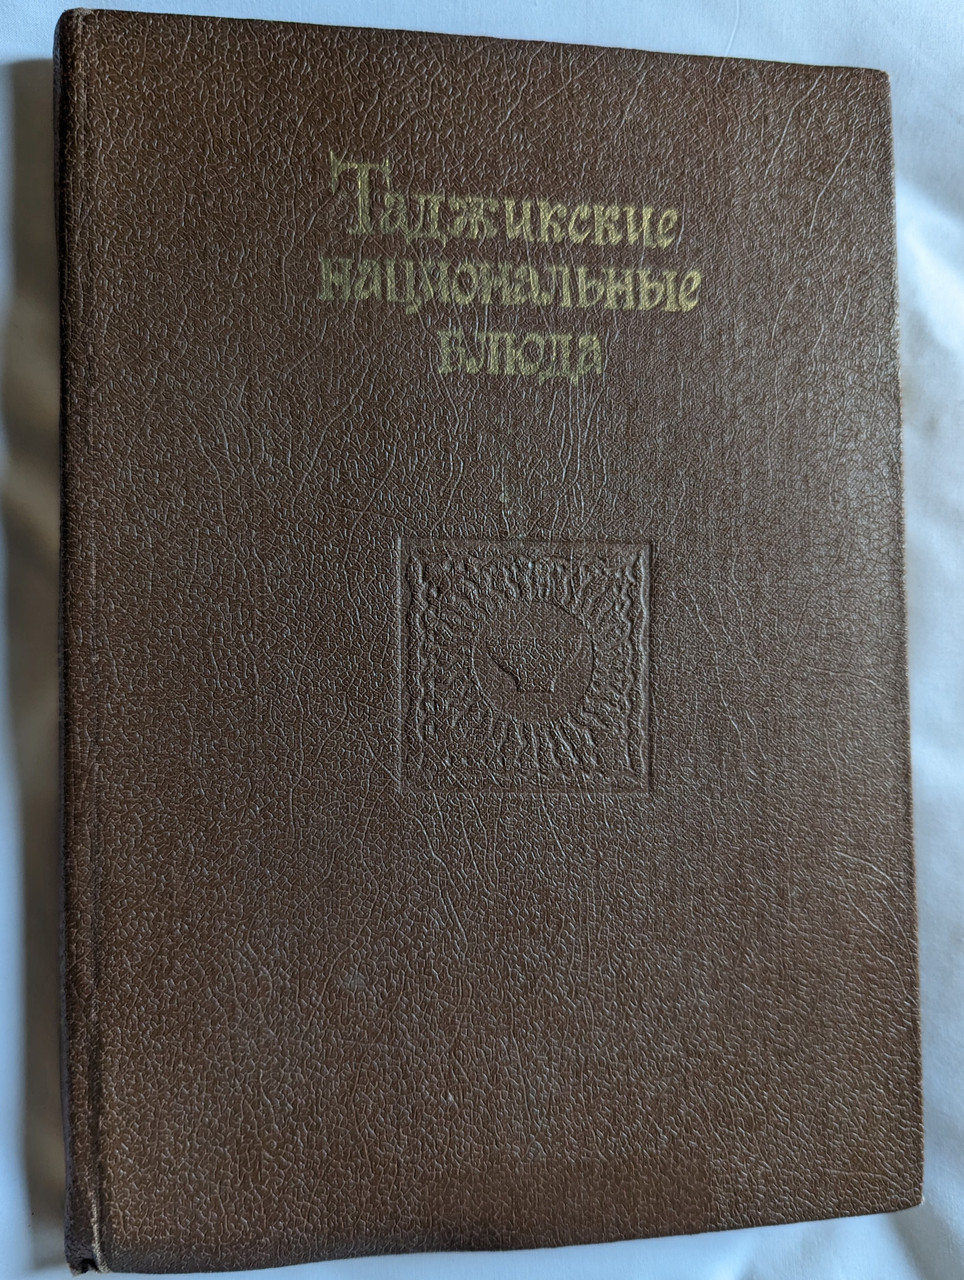 Таджикские
национальные
блюда